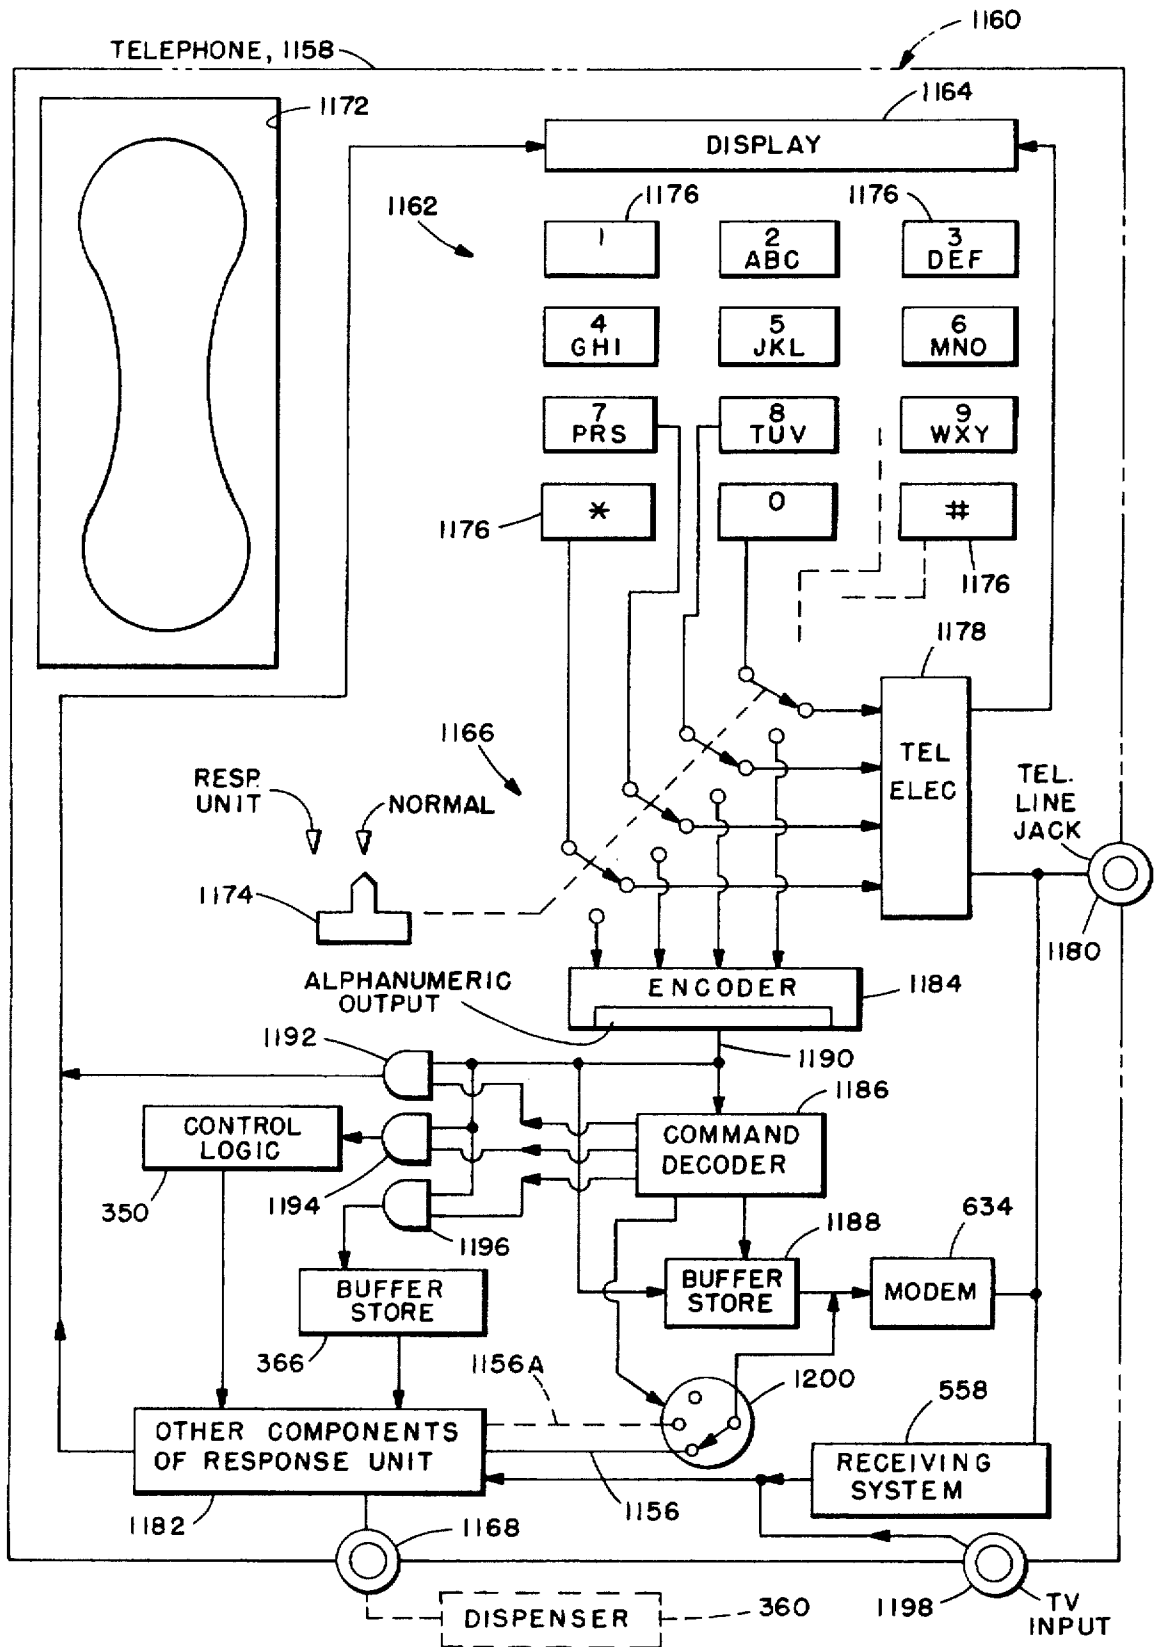 1160
TELEPHONE, 1158
1172
1164
DISPLAY
1162
1176
1176
1
2
ABC
3
DEF
4
GHI
5
JKL
6
MNO
7
PRS
8
TUV
9
WXY
*
0
#
1176
1176
1178
TEL
ELEC
1166
RESP.
UNIT
NORMAL
1174
TEL.
LINE
JACK
1180
ALPHANUMERIC
OUTPUT
ENCODER
1184
1192
1190
1186
CONTROL
LOGIC
COMMAND
DECODER
350
1194
1196
1188
634
BUFFER
STORE
BUFFER
STORE
MODEM
366
1156A
1200
558
OTHER COMPONENTS
OF RESPONSE UNIT
RECEIVING
SYSTEM
1182
1168
1156
1198
TV
INPUT
DISPENSER
360